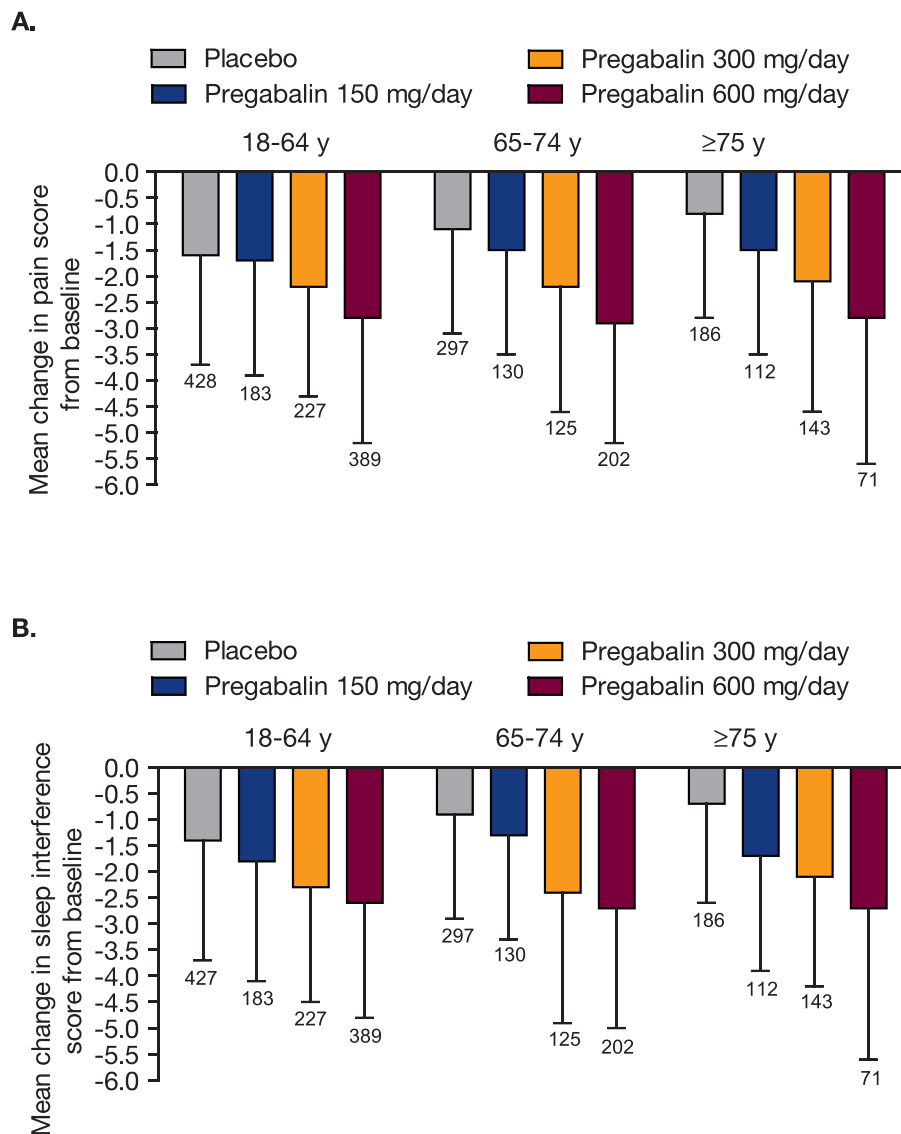 A.
Placebo
Pregabalin 300 mg/day
Pregabalin 150 mg/day
Pregabalin 600 mg/day
18-64 y
65-74 y
≥75 y
Mean change in pain score
from baseline
0.0
-0.5
-1.0
-1.5
-2.0
-2.5
-3.0
-3.5
-4.0
-4.5
-5.0
-5.5
-6.0
428
183
227
389
297
130
125
202
186
112
143
71
B.
Placebo
Pregabalin 300 mg/day
Pregabalin 150 mg/day
Pregabalin 600 mg/day
18-64 y
65-74 y
≥75 y
Mean change in sleep interference
score from baseline
0.0
-0.5
-1.0
-1.5
-2.0
-2.5
-3.0
-3.5
-4.0
-4.5
-5.0
-5.5
-6.0
427
183
227
389
297
130
125
202
186
112
143
71